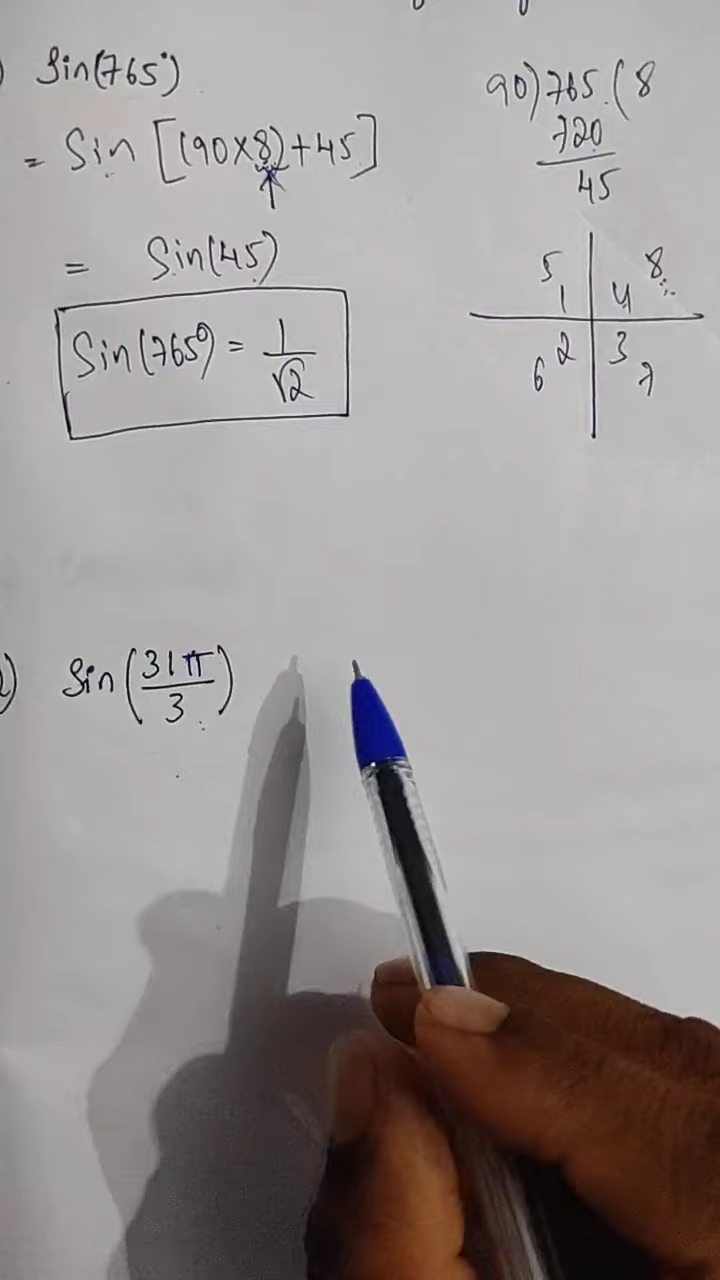 ) Sin(765°)
= Sin [(90×8)+45]
= Sin(45)
Sin(765°) = 1/√2
90)765(8
720
45
5 8
1 4
2 3
6 7
) Sin(31π/3)